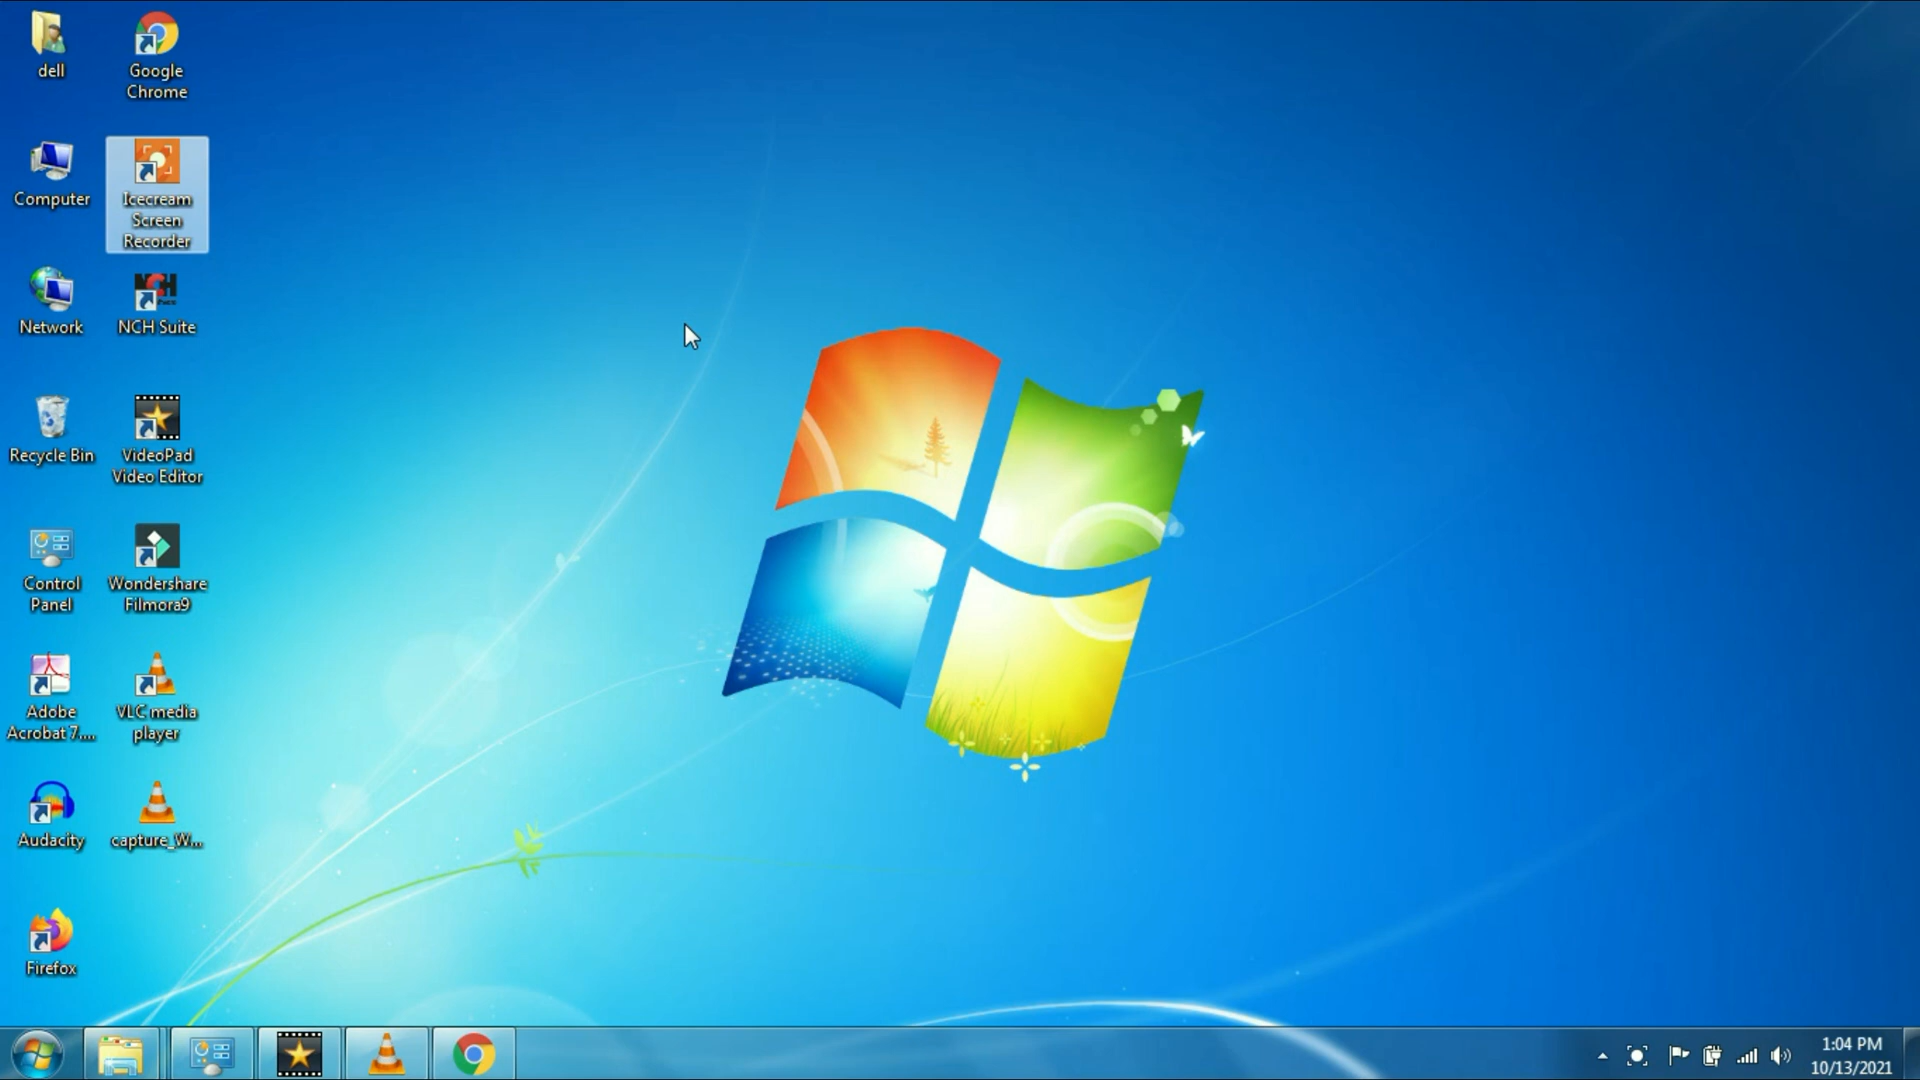 dell
Google
Chrome
Computer
Icecream
Screen
Recorder
Network
NCH
NCH Suite
Recycle Bin
VideoPad
Video Editor
Control
Panel
Wondershare
Filmora9
Adobe
Acrobat 7....
VLC media
player
Audacity
capture_W...
Firefox
1:04 PM
10/13/2021